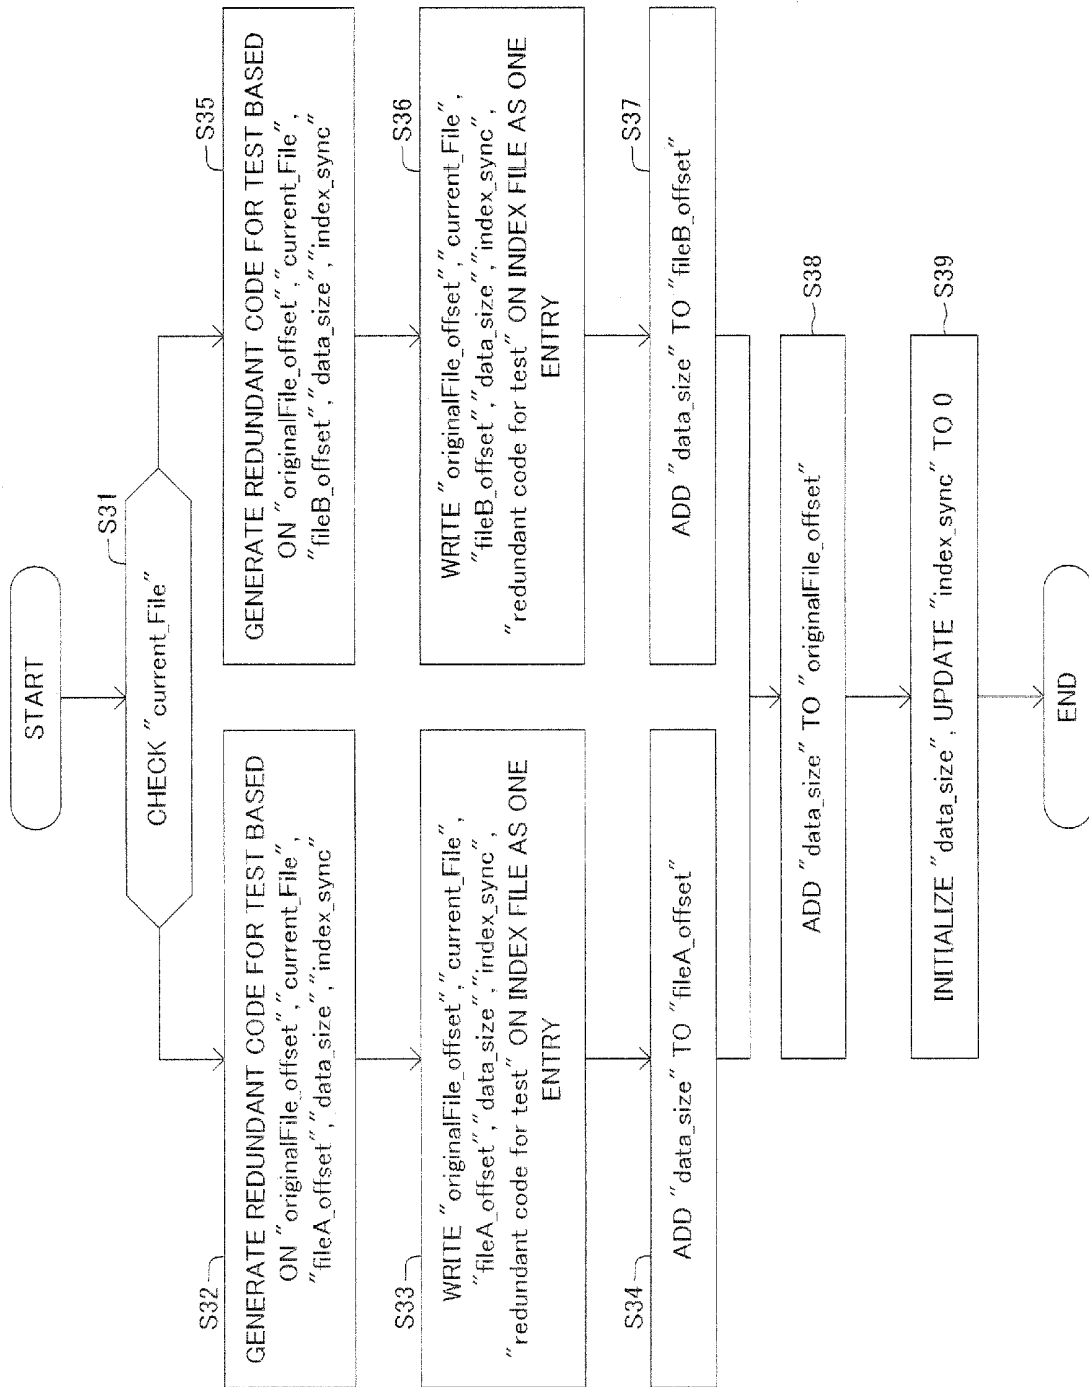 START
S31
CHECK "current_File"
S32
GENERATE REDUNDANT CODE FOR TEST BASED
ON "originalFile_offset","current_File",
"fileA_offset","data_size","index_sync"
S33
WRITE "originalFile_offset","current_File",
"fileA_offset","data_size","index_sync",
"redundant code for test" ON INDEX FILE AS ONE
ENTRY
S34
ADD "data_size" TO "fileA_offset"
S35
GENERATE REDUNDANT CODE FOR TEST BASED
ON "originalFile_offset","current_File",
"fileB_offset","data_size","index_sync"
S36
WRITE "originalFile_offset","current_File",
"fileB_offset","data_size","index_sync",
"redundant code for test" ON INDEX FILE AS ONE
ENTRY
S37
ADD "data_size" TO "fileB_offset"
S38
ADD "data_size" TO "originalFile_offset"
S39
INITIALIZE "data_size", UPDATE "index_sync" TO 0
END